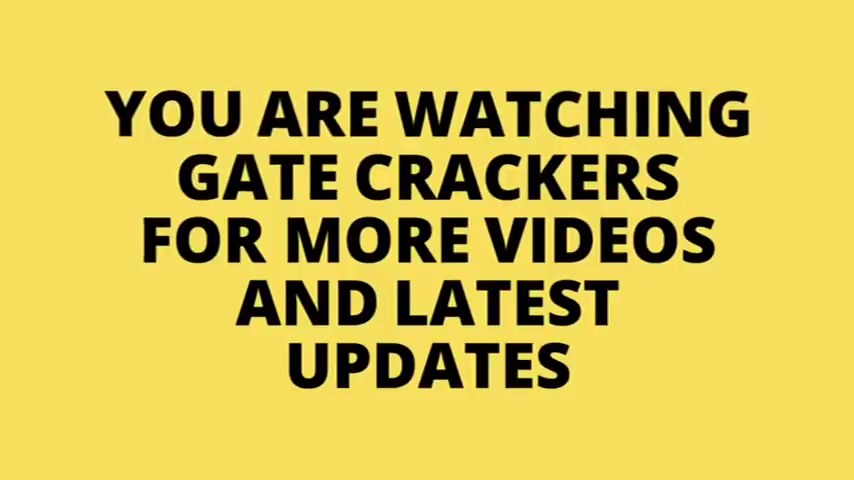 YOU ARE WATCHING
GATE CRACKERS
FOR MORE VIDEOS
AND LATEST
UPDATES